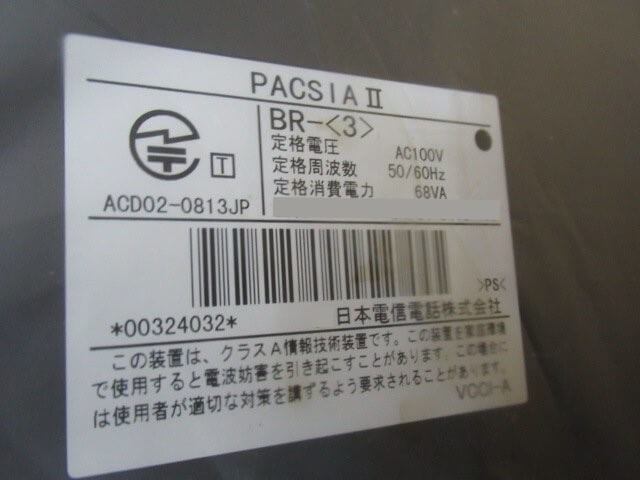 PACSIA Ⅱ
BR-<3>
定格電圧 AC100V
定格周波数 50/60Hz
定格消費電力 68VA
T
ACD02-0813JP
>PS<
*00324032*
日本電信電話株式会社
この装置は、クラスA情報技術装置です。この装置を家庭環境
で使用すると電波妨害を引き起こすことがあります。この場合に
は使用者が適切な対策を講ずるよう要求されることがあります。
VCCI-A